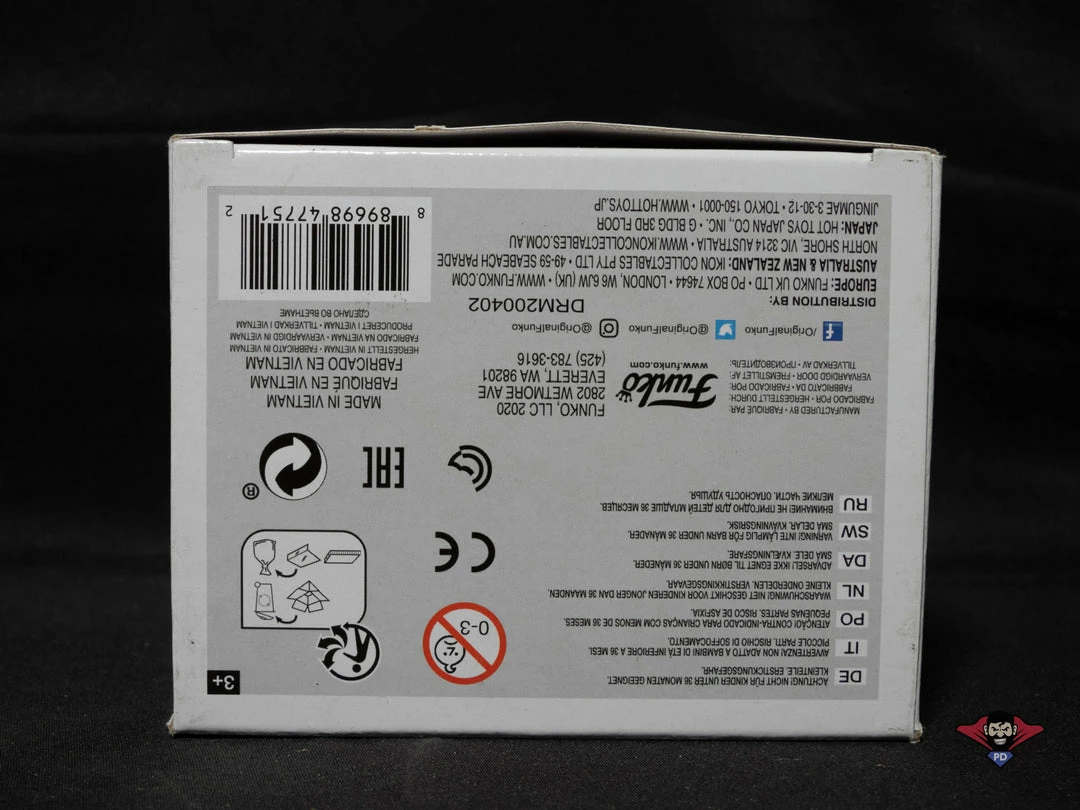 DE
ACHTUNG! NICHT FÜR KINDER UNTER 36 MONATEN GEEIGNET.
KLEINTEILE. ERSTICKUNGSGEFAHR.
IT
AVVERTENZA! NON ADATTO A BAMBINI DI ETÀ INFERIORE A 36 MESI.
PICCOLE PARTI. RISCHIO DI SOFFOCAMENTO.
PO
ATENÇÃO! CONTRA-INDICADO PARA CRIANÇAS COM MENOS DE 36 MESES.
PEQUENAS PARTES. RISCO DE ASFIXIA.
NL
WAARSCHUWING! NIET GESCHIKT VOOR KINDEREN JONGER DAN 36 MAANDEN.
KLEINE ONDERDELEN. VERSTIKKINGSGEVAAR.
DA
ADVARSEL! IKKE EGNET TIL BØRN UNDER 36 MÅNEDER.
SMÅ DELE. KVÆLNINGSFARE.
SW
VARNING! INTE LÄMPLIG FÖR BARN UNDER 36 MÅNADER.
SMÅ DELAR. KVÄVNINGSRISK.
RU
ВНИМАНИЕ! НЕ ПРИГОДНО ДЛЯ ДЕТЕЙ МЛАДШЕ 36 МЕСЯЦЕВ.
МЕЛКИЕ ЧАСТИ. ОПАСНОСТЬ УДУШЬЯ.
0-3
3+
CE
EAC
®
MANUFACTURED BY • FABRIQUÉ PAR:
FABRICADO POR • HERGESTELLT DURCH:
FABRICATO DA • FABRICADO POR:
VERVAARDIGD DOOR • FREMSTILLET AF:
TILLVERKAD AV • ПРОИЗВОДИТЕЛЬ:
Funko
www.funko.com
FUNKO, LLC 2020
2802 WETMORE AVE
EVERETT, WA 98201
(425) 783-3616
MADE IN VIETNAM
FABRIQUÉ EN VIETNAM
FABRICADO EN VIETNAM
HERGESTELLT IN VIETNAM • FABRICATO IN VIETNAM
FABRICADO NA VIETNAM • VERVAARDIGD IN VIETNAM
PRODUCERET I VIETNAM • TILLVERKAD I VIETNAM
СДЕЛАНО ВО ВЬЕТНАМЕ
/OriginalFunko
@OriginalFunko
@OriginalFunko
DRM200402
DISTRIBUTION BY:
EUROPE: FUNKO UK LTD • PO BOX 74644 • LONDON, W6 6JW (UK) • WWW.FUNKO.COM
AUSTRALIA & NEW ZEALAND: IKON COLLECTABLES PTY LTD • 49-59 SEABEACH PARADE
NORTH SHORE, VIC 3214 AUSTRALIA • WWW.IKONCOLLECTABLES.COM.AU
JAPAN: HOT TOYS JAPAN CO., INC. • G BLDG 3RD FLOOR
JINGUMAE 3-30-12 • TOKYO 150-0001 • WWW.HOTTOYS.JP
8 89698 47751 2
PD